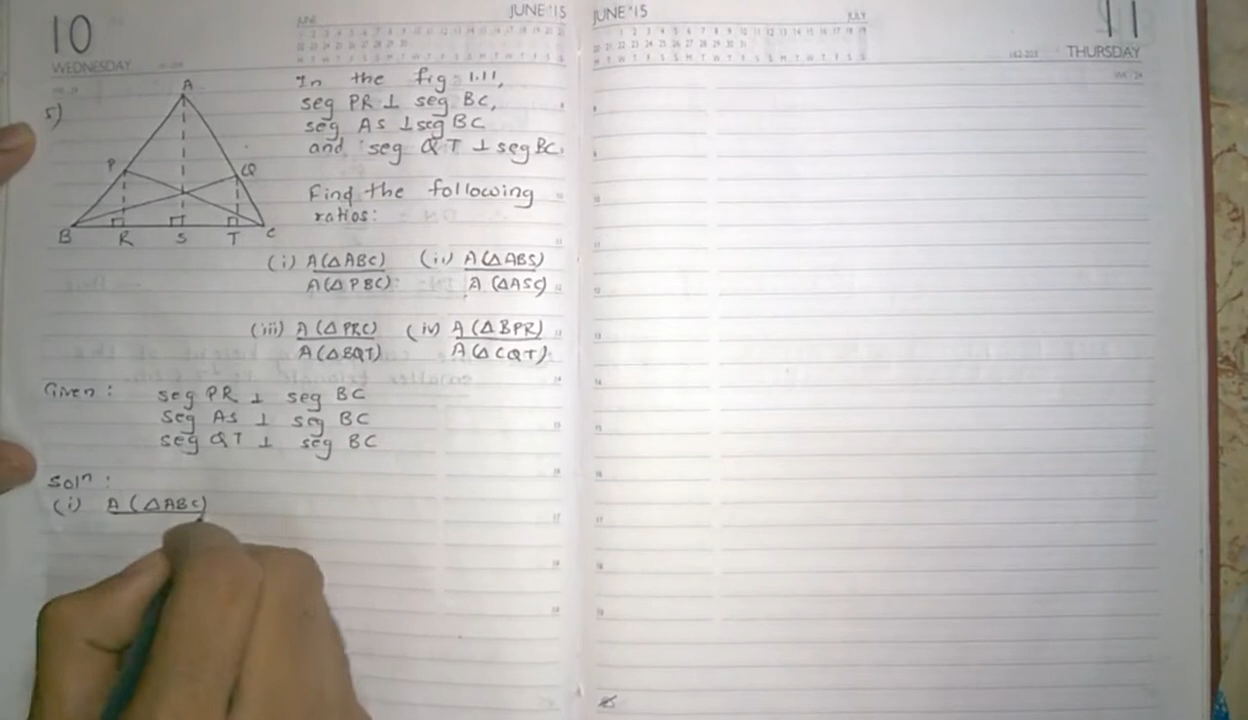 10
WEDNESDAY
JUNE
JUNE '15
5)
A
P
Q
B
R
S
T
C
In the fig 1.11,
seg PR ⊥ seg BC,
seg AS ⊥ seg BC
and seg QT ⊥ seg BC.
Find the following
ratios:
(i) A(△ABC) (ii) A(△ABS)
A(△PBC) A(△ASC)
(iii) A(△PRC) (iv) A(△BPR)
A(△BQT) A(△CQT)
Given: seg PR ⊥ seg BC
seg AS ⊥ seg BC
seg QT ⊥ seg BC
Soln:
(i) A(△ABC)
JUNE '15
JULY
11
THURSDAY